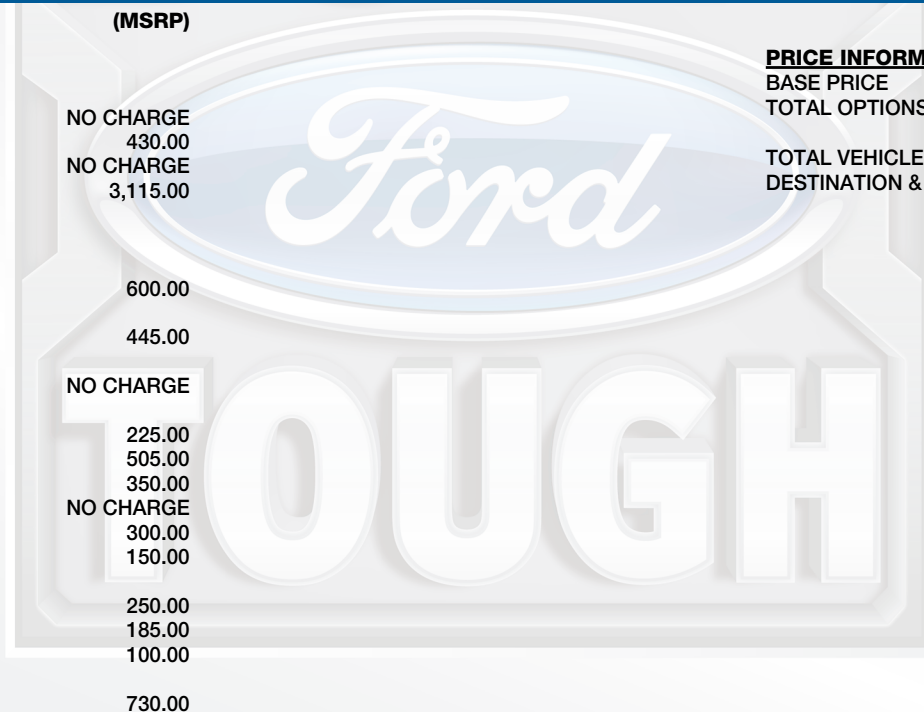 (MSRP)
NO CHARGE
430.00
NO CHARGE
3,115.00
600.00
445.00
NO CHARGE
225.00
505.00
350.00
NO CHARGE
300.00
150.00
250.00
185.00
100.00
730.00
PRICE INFORM
BASE PRICE
TOTAL OPTIONS
TOTAL VEHICLE
DESTINATION &
Ford
TOUGH